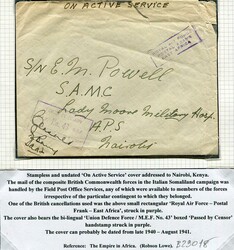 ON ACTIVE SERVICE
S/N E.M. Powell
S.A.M.C
Lady Moore Military Hosp.
A.P.S
Nairobi
Stampless and undated 'On Active Service' cover addressed to Nairobi, Kenya.
The mail of the composite British Commonwealth forces in the Italian Somaliland campaign was
handled by the Field Post Office Services, any of which were available to members of the forces
irrespective of the particular contingent to which they belonged.
One of the British cancellations used was the above small rectangular 'Royal Air Force – Postal
Frank – East Africa', struck in purple.
The cover also bears the bi-lingual 'Union Defence Force / M.E.F. No. 43' boxed 'Passed by Censor'
handstamp struck in purple.
The cover can probably be dated from late 1940 – August 1941.
Reference: The Empire in Africa. (Robson Lowe). B23018